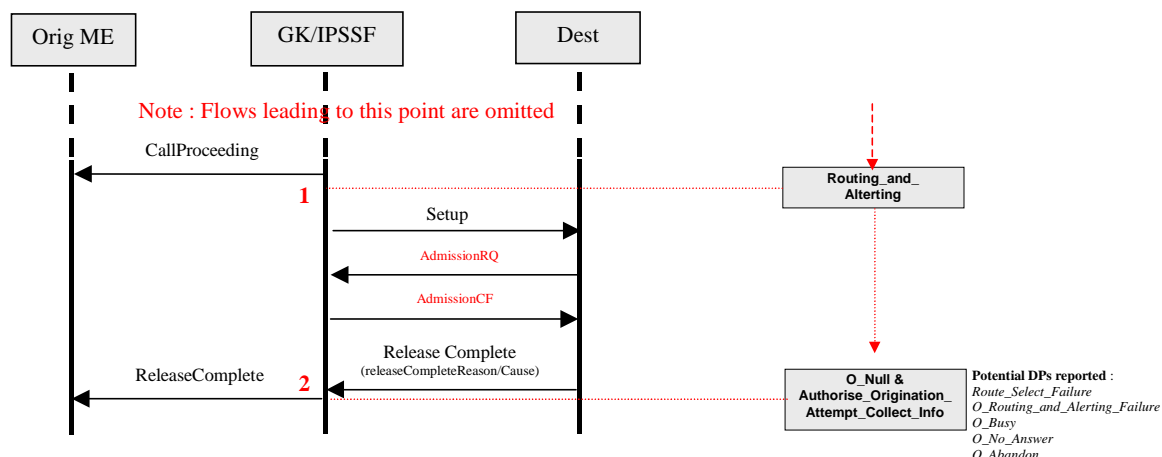 Orig ME
GK/IPSSF
Dest
Note : Flows leading to this point are omitted
CallProceeding
1
Routing_and_
Alterting
Setup
AdmissionRQ
AdmissionCF
Release Complete
(releaseCompleteReason/Cause)
ReleaseComplete
2
O_Null &
Authorise_Origination_
Attempt_Collect_Info
Potential DPs reported :
Route_Select_Failure
O_Routing_and_Alerting_Failure
O_Busy
O_No_Answer
O_Abandon